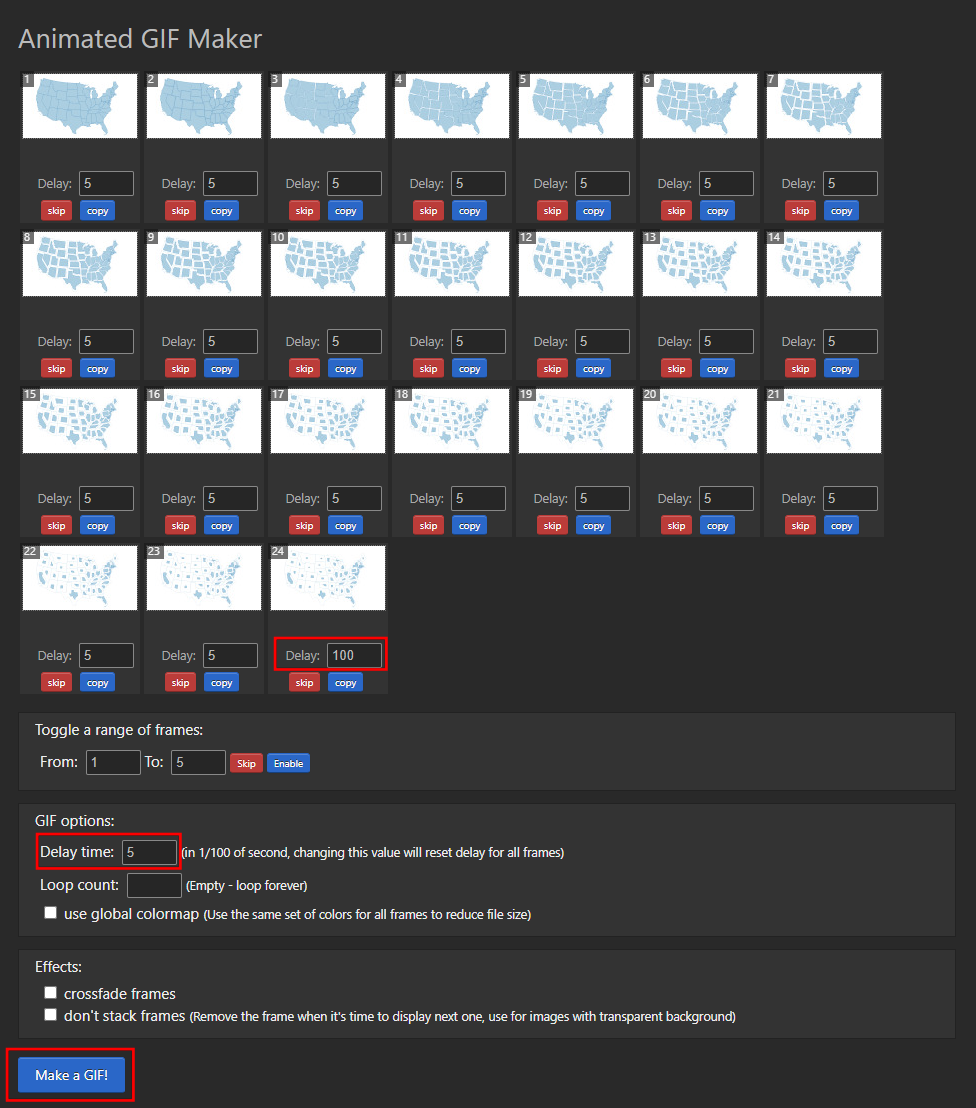 Animated GIF Maker
1 2 3 4 5 6 7
Delay: 5 Delay: 5 Delay: 5 Delay: 5 Delay: 5 Delay: 5 Delay: 5
skip copy skip copy skip copy skip copy skip copy skip copy skip copy
8 9 10 11 12 13 14
Delay: 5 Delay: 5 Delay: 5 Delay: 5 Delay: 5 Delay: 5 Delay: 5
skip copy skip copy skip copy skip copy skip copy skip copy skip copy
15 16 17 18 19 20 21
Delay: 5 Delay: 5 Delay: 5 Delay: 5 Delay: 5 Delay: 5 Delay: 5
skip copy skip copy skip copy skip copy skip copy skip copy skip copy
22 23 24
Delay: 5 Delay: 5 Delay: 100
skip copy skip copy skip copy
Toggle a range of frames:
From: 1 To: 5 Skip Enable
GIF options:
Delay time: 5 (in 1/100 of second, changing this value will reset delay for all frames)
Loop count: (Empty - loop forever)
use global colormap (Use the same set of colors for all frames to reduce file size)
Effects:
crossfade frames
don't stack frames (Remove the frame when it's time to display next one, use for images with transparent background)
Make a GIF!